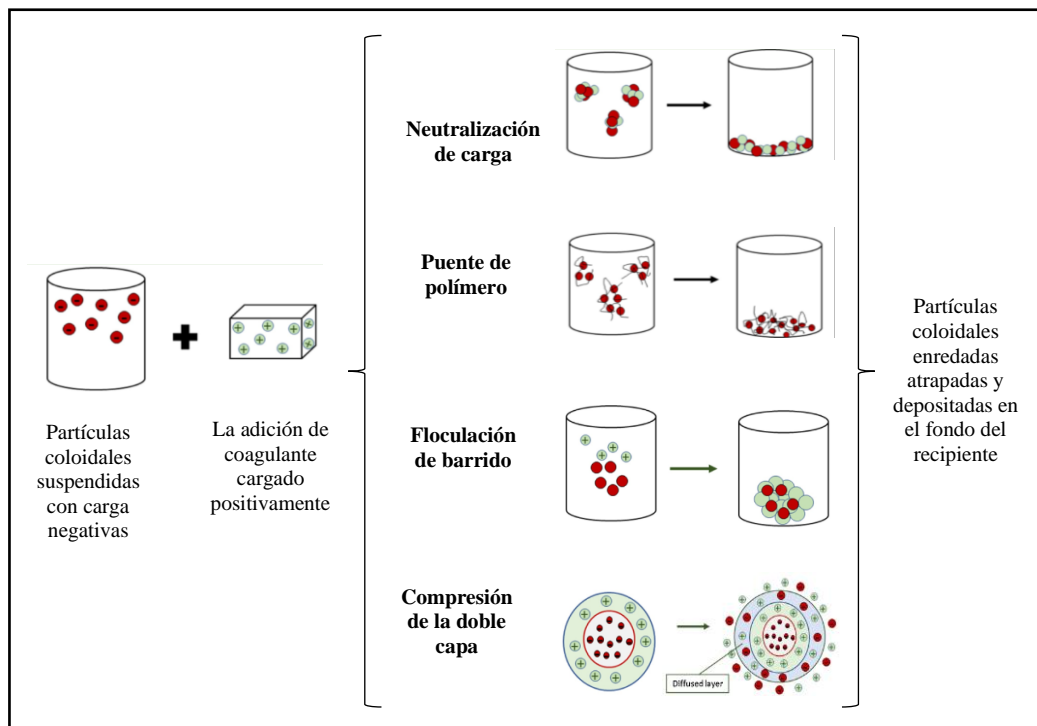 Partículas
coloidales
suspendidas
con carga
negativas
La adición de
coagulante
cargado
positivamente
Neutralización
de carga
Puente de
polímero
Floculación
de barrido
Compresión
de la doble
capa
Diffused layer
Partículas
coloidales
enredadas
atrapadas y
depositadas en
el fondo del
recipiente